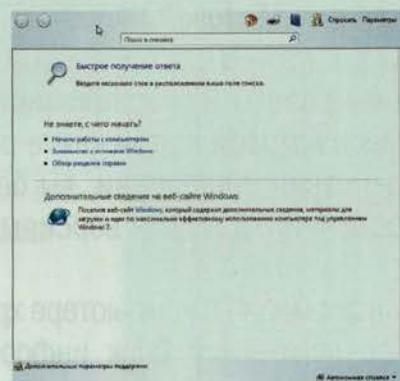 Спросить Параметры
Поиск в справке
Быстрое получение ответа
Введите несколько слов в расположенном выше поле поиска.
Не знаете, с чего начать?
Начало работы с компьютером
Знакомство с основами Windows
Обзор разделов справки
Дополнительные сведения на веб-сайте Windows
Посетите веб-сайт Windows, который содержит дополнительные сведения, материалы для
загрузки и идеи по максимально эффективному использованию компьютера под управлением
Windows 7.
Дополнительные параметры поддержки
Автономная справка